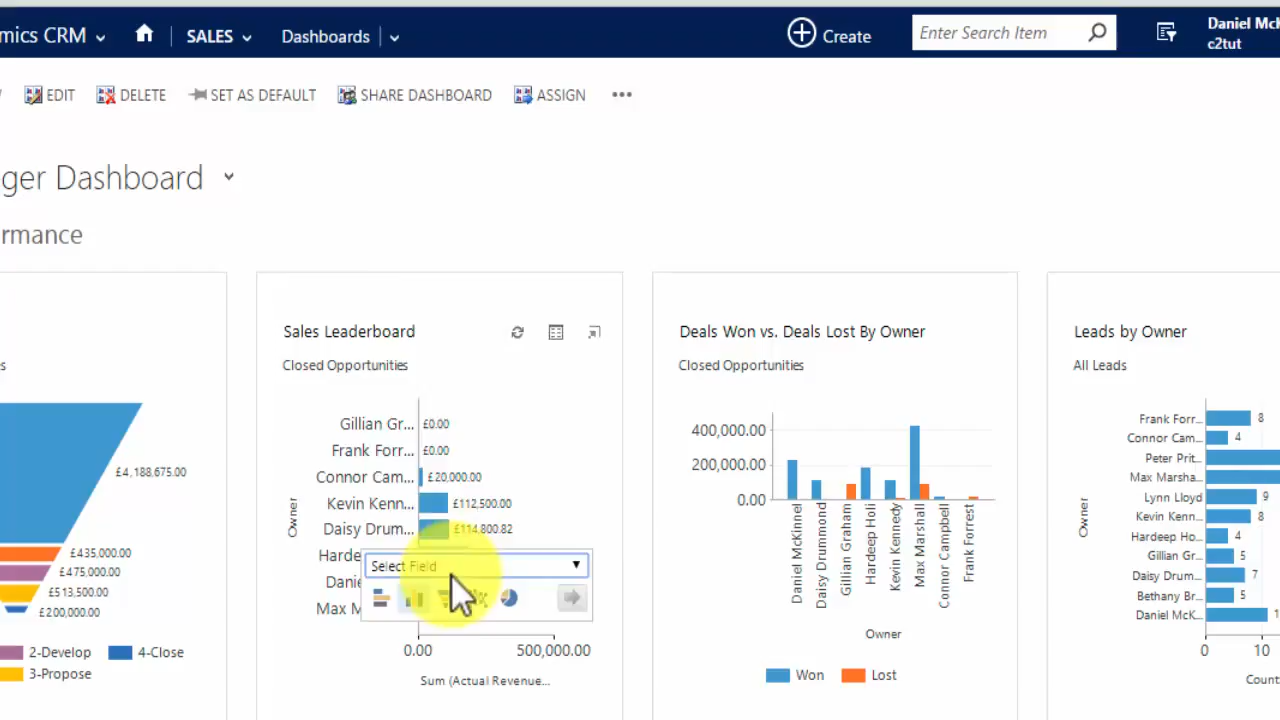 mics CRM
SALES
Dashboards
Create
Enter Search Item
Daniel McK
c2tut
EDIT
DELETE
SET AS DEFAULT
SHARE DASHBOARD
ASSIGN
•••
ger Dashboard
rmance
es
£4,188,675.00
£435,000.00
£475,000.00
£513,500.00
£200,000.00
2-Develop
4-Close
3-Propose
Sales Leaderboard
Closed Opportunities
Owner
Gillian Gr...
£0.00
Frank Forr...
£0.00
Connor Cam...
£20,000.00
Kevin Kenn...
£112,500.00
Daisy Drum...
£114,800.82
Harde
Danie
Max M
Select Field
0.00
500,000.00
Sum (Actual Revenue...
Deals Won vs. Deals Lost By Owner
Closed Opportunities
400,000.00
200,000.00
0.00
Daniel McKinnel
Daisy Drummond
Gillian Graham
Hardeep Holi
Kevin Kennedy
Max Marshall
Connor Campbell
Frank Forrest
Owner
Won
Lost
Leads by Owner
All Leads
Owner
Frank Forr...
8
Connor Cam...
4
Peter Prit...
Max Marsha...
Lynn Lloyd
9
Kevin Kenn...
8
Hardeep Ho...
4
Gillian Gr...
5
Daisy Drum...
7
Bethany Br...
5
Daniel McK...
1
0
10
Count